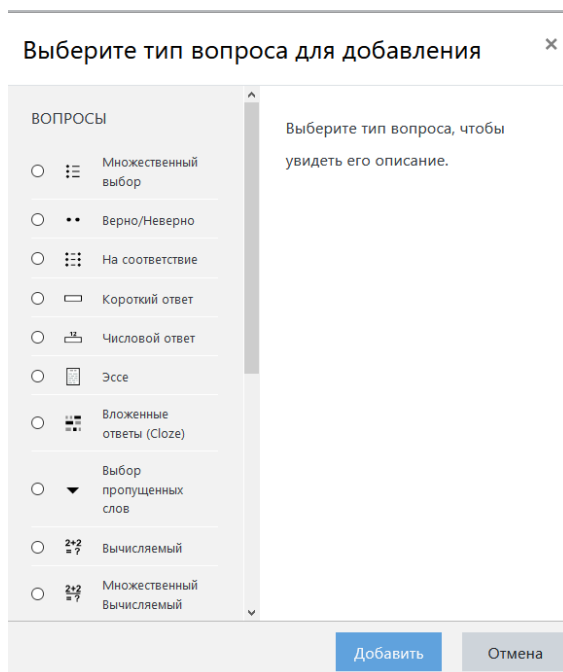 Выберите тип вопроса для добавления ×
ВОПРОСЫ
Множественный
выбор
Верно/Неверно
На соответствие
Короткий ответ
12
Числовой ответ
Эссе
Вложенные
ответы (Cloze)
Выбор
пропущенных
слов
2+2
= ?
Вычисляемый
2+2
= ?
Множественный
Вычисляемый
Выберите тип вопроса, чтобы
увидеть его описание.
Добавить
Отмена